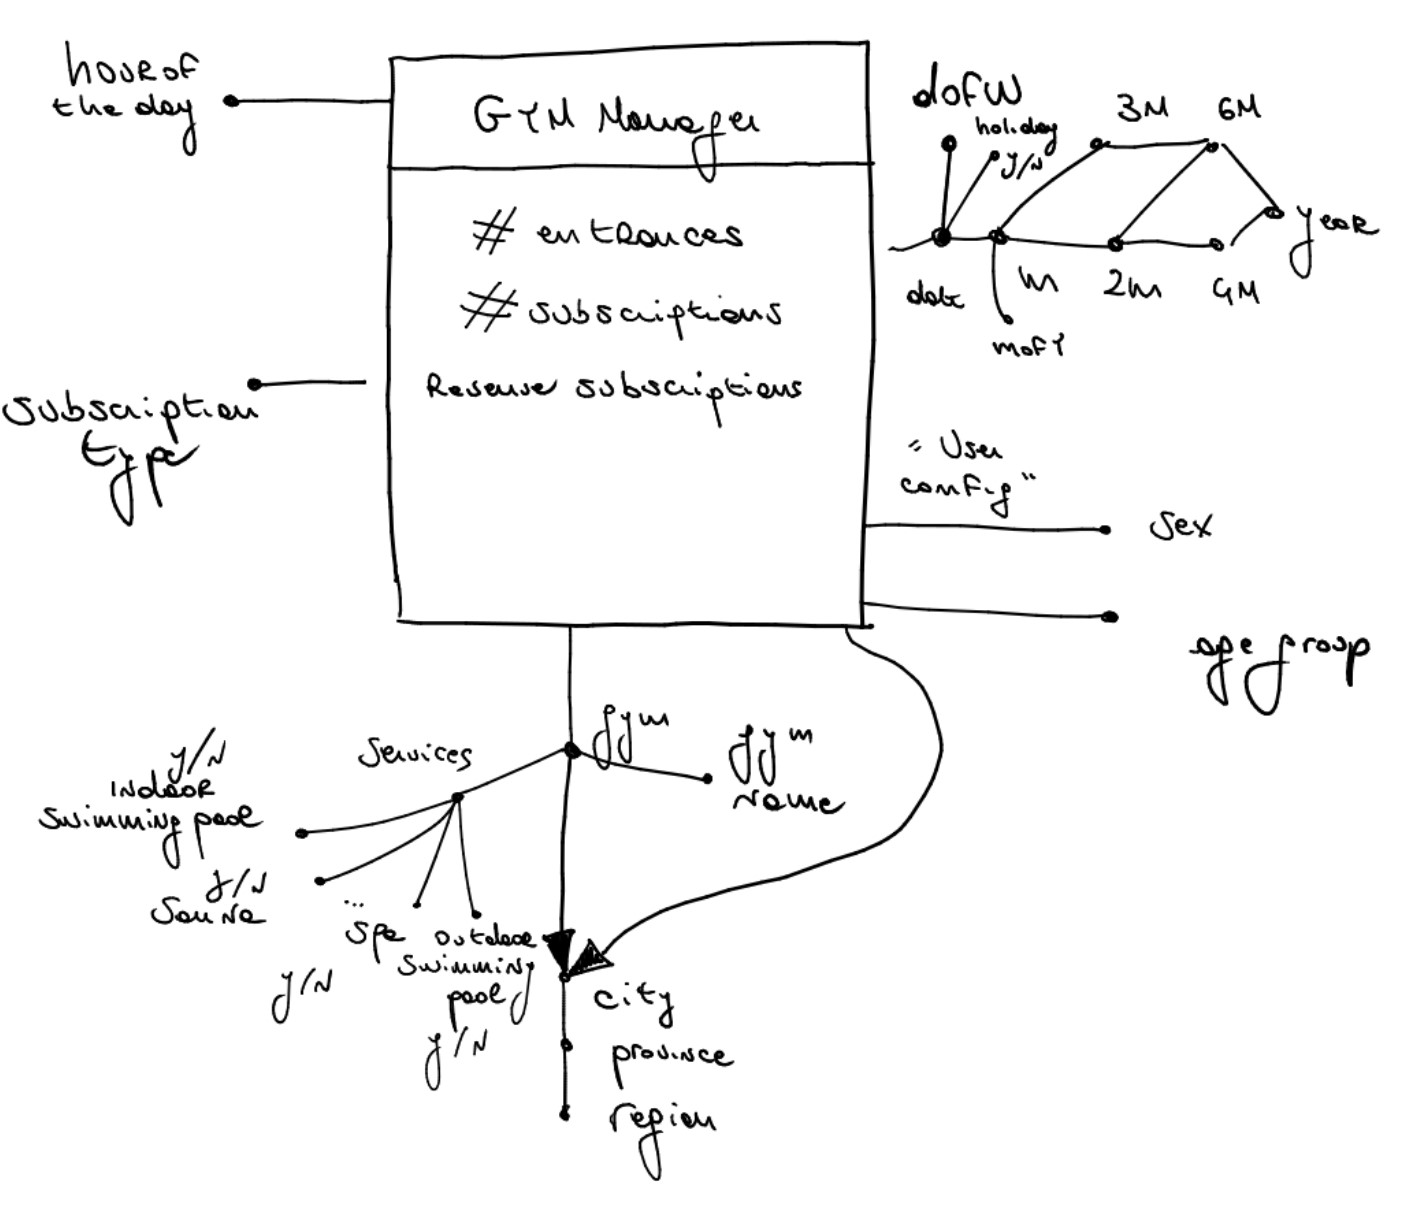 hour of
the day
GYM Manager
# entrances
# subscriptions
Revenue subscriptions
subscription
type
dofW
holiday
Y/N
3M
6M
year
date
m
2m
4M
mofY
"User
config"
Sex
age group
gym
gym
name
Services
Y/N
Indoor
Swimming pool
Y/N
Sauna
...
Spa
Y/N
Outdoor
Swimming
pool
Y/N
city
province
region